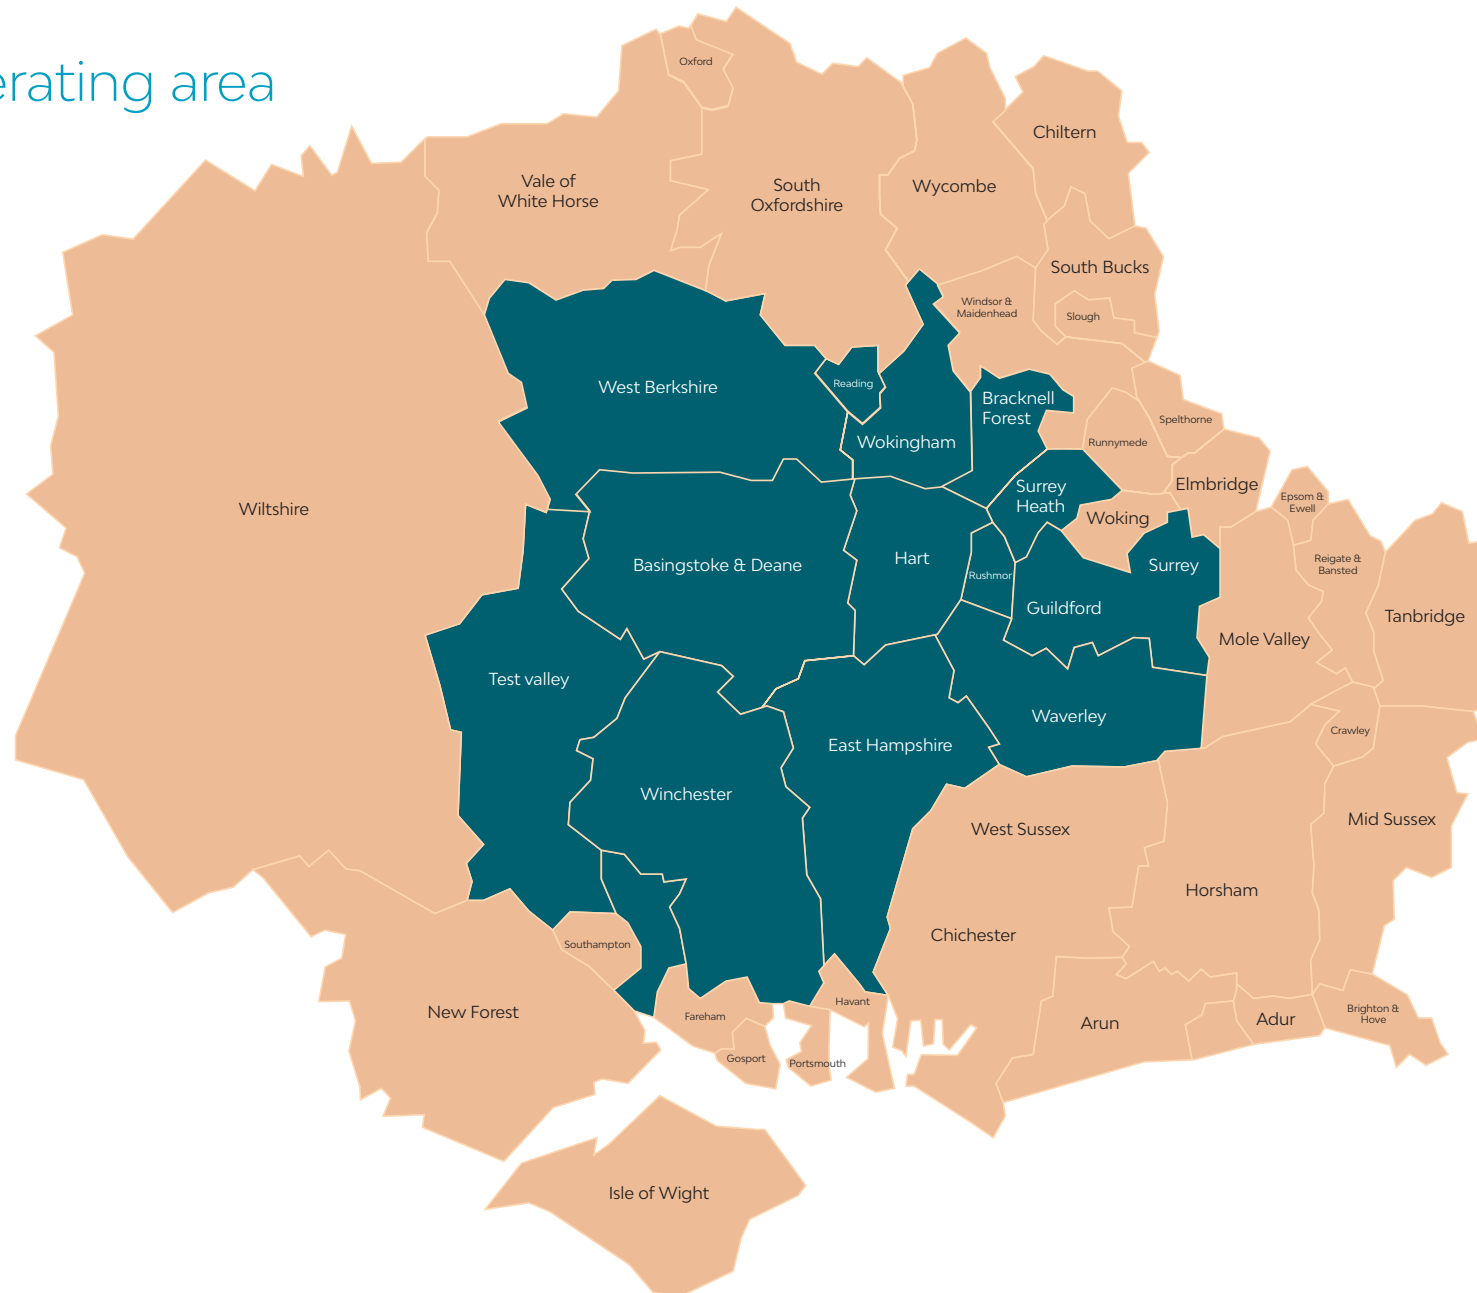 erating area
Oxford
Chiltern
Vale of
White Horse
South
Oxfordshire
Wycombe
South Bucks
Windsor &
Maidenhead
Slough
West Berkshire
Reading
Bracknell
Forest
Wokingham
Spelthorne
Runnymede
Elmbridge
Surrey
Heath
Epsom &
Ewell
Woking
Wiltshire
Basingstoke & Deane
Hart
Rushmor
Surrey
Reigate &
Bansted
Guildford
Tanbridge
Mole Valley
Test valley
Waverley
Crawley
East Hampshire
Winchester
West Sussex
Mid Sussex
Horsham
Chichester
Southampton
New Forest
Fareham
Havant
Arun
Adur
Brighton &
Hove
Gosport
Portsmouth
Isle of Wight